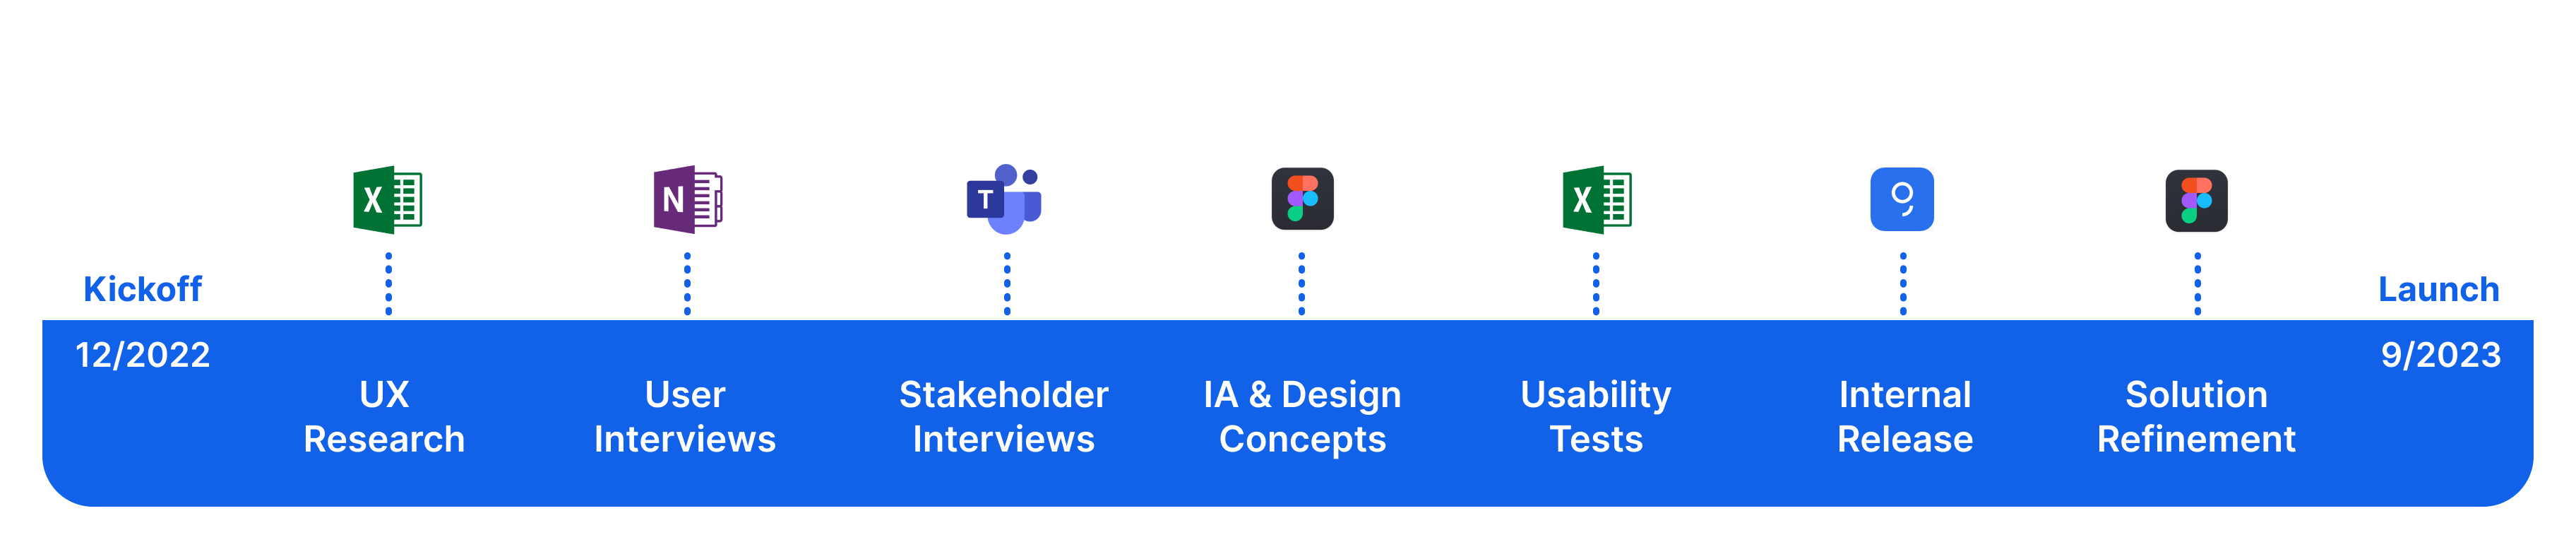 X
N
T
Kickoff
Launch
12/2022
9/2023
UX
Research
User
Interviews
Stakeholder
Interviews
IA & Design
Concepts
X
Usability
Tests
Internal
Release
Solution
Refinement